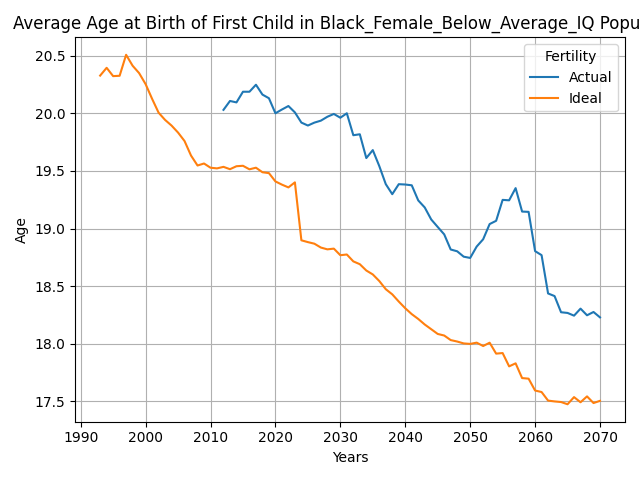 Average Age at Birth of First Child in Black_Female_Below_Average_IQ Popu
Fertility
Actual
Ideal
Age
20.5
20.0
19.5
19.0
18.5
18.0
17.5
1990 2000 2010 2020 2030 2040 2050 2060 2070
Years